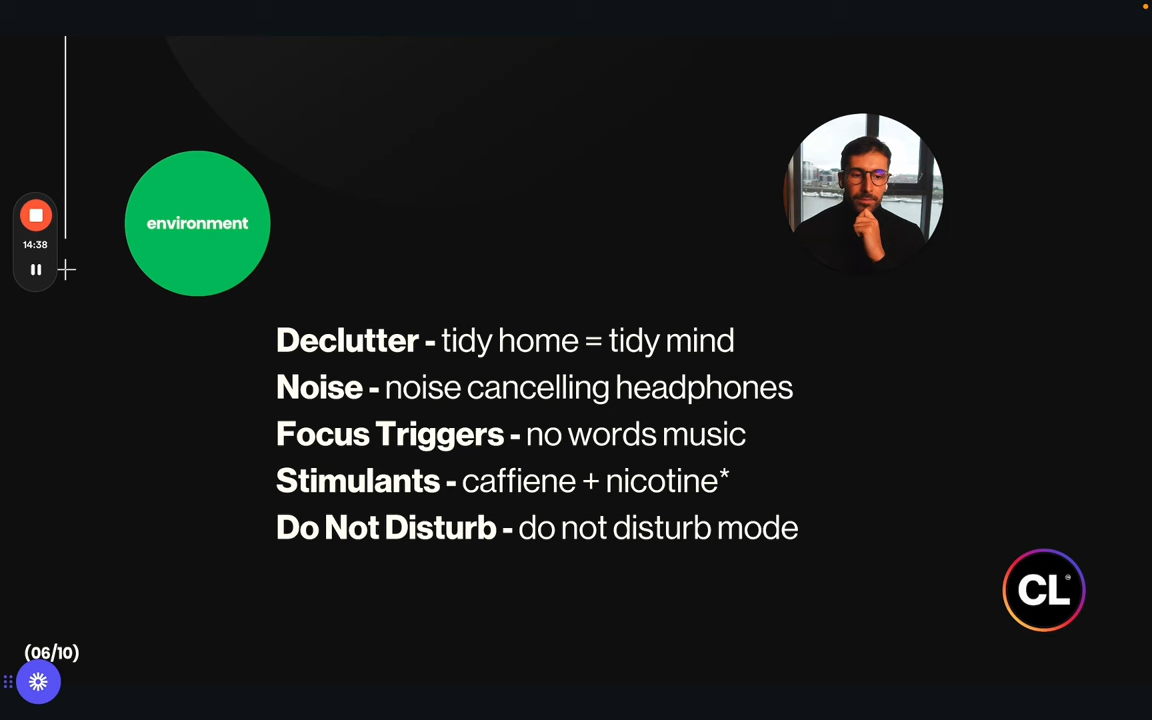 environment
14:38
Declutter - tidy home = tidy mind
Noise - noise cancelling headphones
Focus Triggers - no words music
Stimulants - caffiene + nicotine*
Do Not Disturb - do not disturb mode
CL
(06/10)